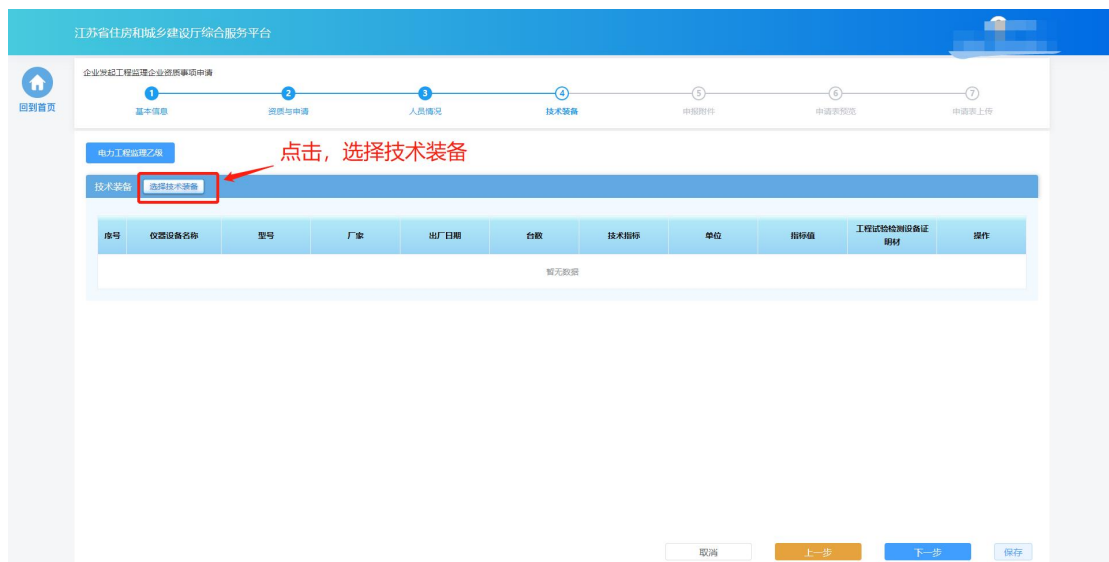 江苏省住房和城乡建设厅综合服务平台
回到首页
企业发起工程监理企业资质事项申请
1 2 3 4 5 6 7
基本信息 资质与申请 人员情况 技术装备 申报附件 申请表预览 申请表上传
电力工程监理乙级
点击，选择技术装备
技术装备 选择技术装备
序号 仪器设备名称 型号 厂家 出厂日期 台数 技术指标 单位 指标值 工程试验检测设备证明材 操作
暂无数据
取消 上一步 下一步 保存